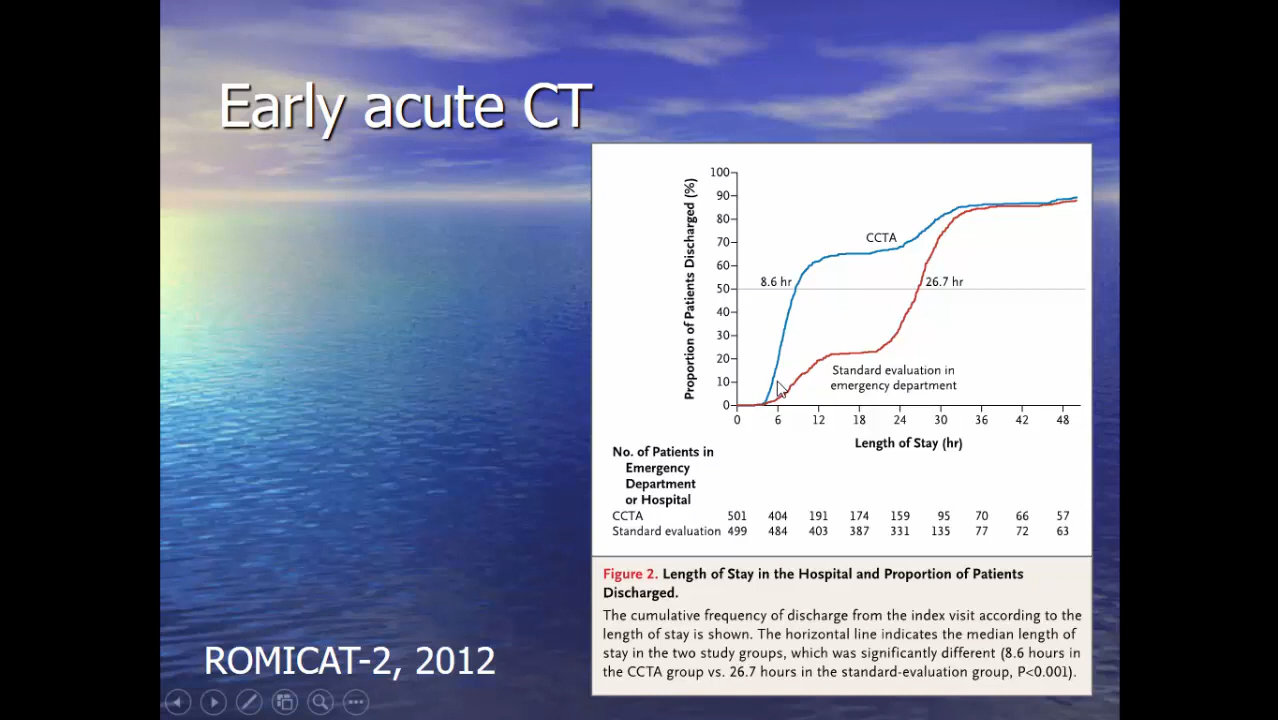 Early acute CT
Proportion of Patients Discharged (%)
100
90
80
70
60
50
40
30
20
10
0
CCTA
8.6 hr
26.7 hr
Standard evaluation in
emergency department
0 6 12 18 24 30 36 42 48
Length of Stay (hr)
No. of Patients in
Emergency
Department
or Hospital
CCTA 501 404 191 174 159 95 70 66 57
Standard evaluation 499 484 403 387 331 135 77 72 63
Figure 2. Length of Stay in the Hospital and Proportion of Patients
Discharged.
The cumulative frequency of discharge from the index visit according to the
length of stay is shown. The horizontal line indicates the median length of
stay in the two study groups, which was significantly different (8.6 hours in
the CCTA group vs. 26.7 hours in the standard-evaluation group, P<0.001).
ROMICAT-2, 2012